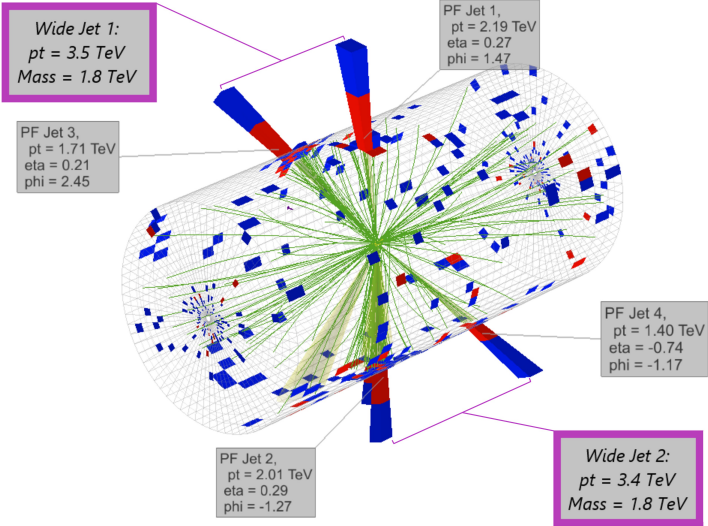 Wide Jet 1:
pt = 3.5 TeV
Mass = 1.8 TeV
PF Jet 1,
pt = 2.19 TeV
eta = 0.27
phi = 1.47
PF Jet 3,
pt = 1.71 TeV
eta = 0.21
phi = 2.45
PF Jet 4,
pt = 1.40 TeV
eta = -0.74
phi = -1.17
PF Jet 2,
pt = 2.01 TeV
eta = 0.29
phi = -1.27
Wide Jet 2:
pt = 3.4 TeV
Mass = 1.8 TeV